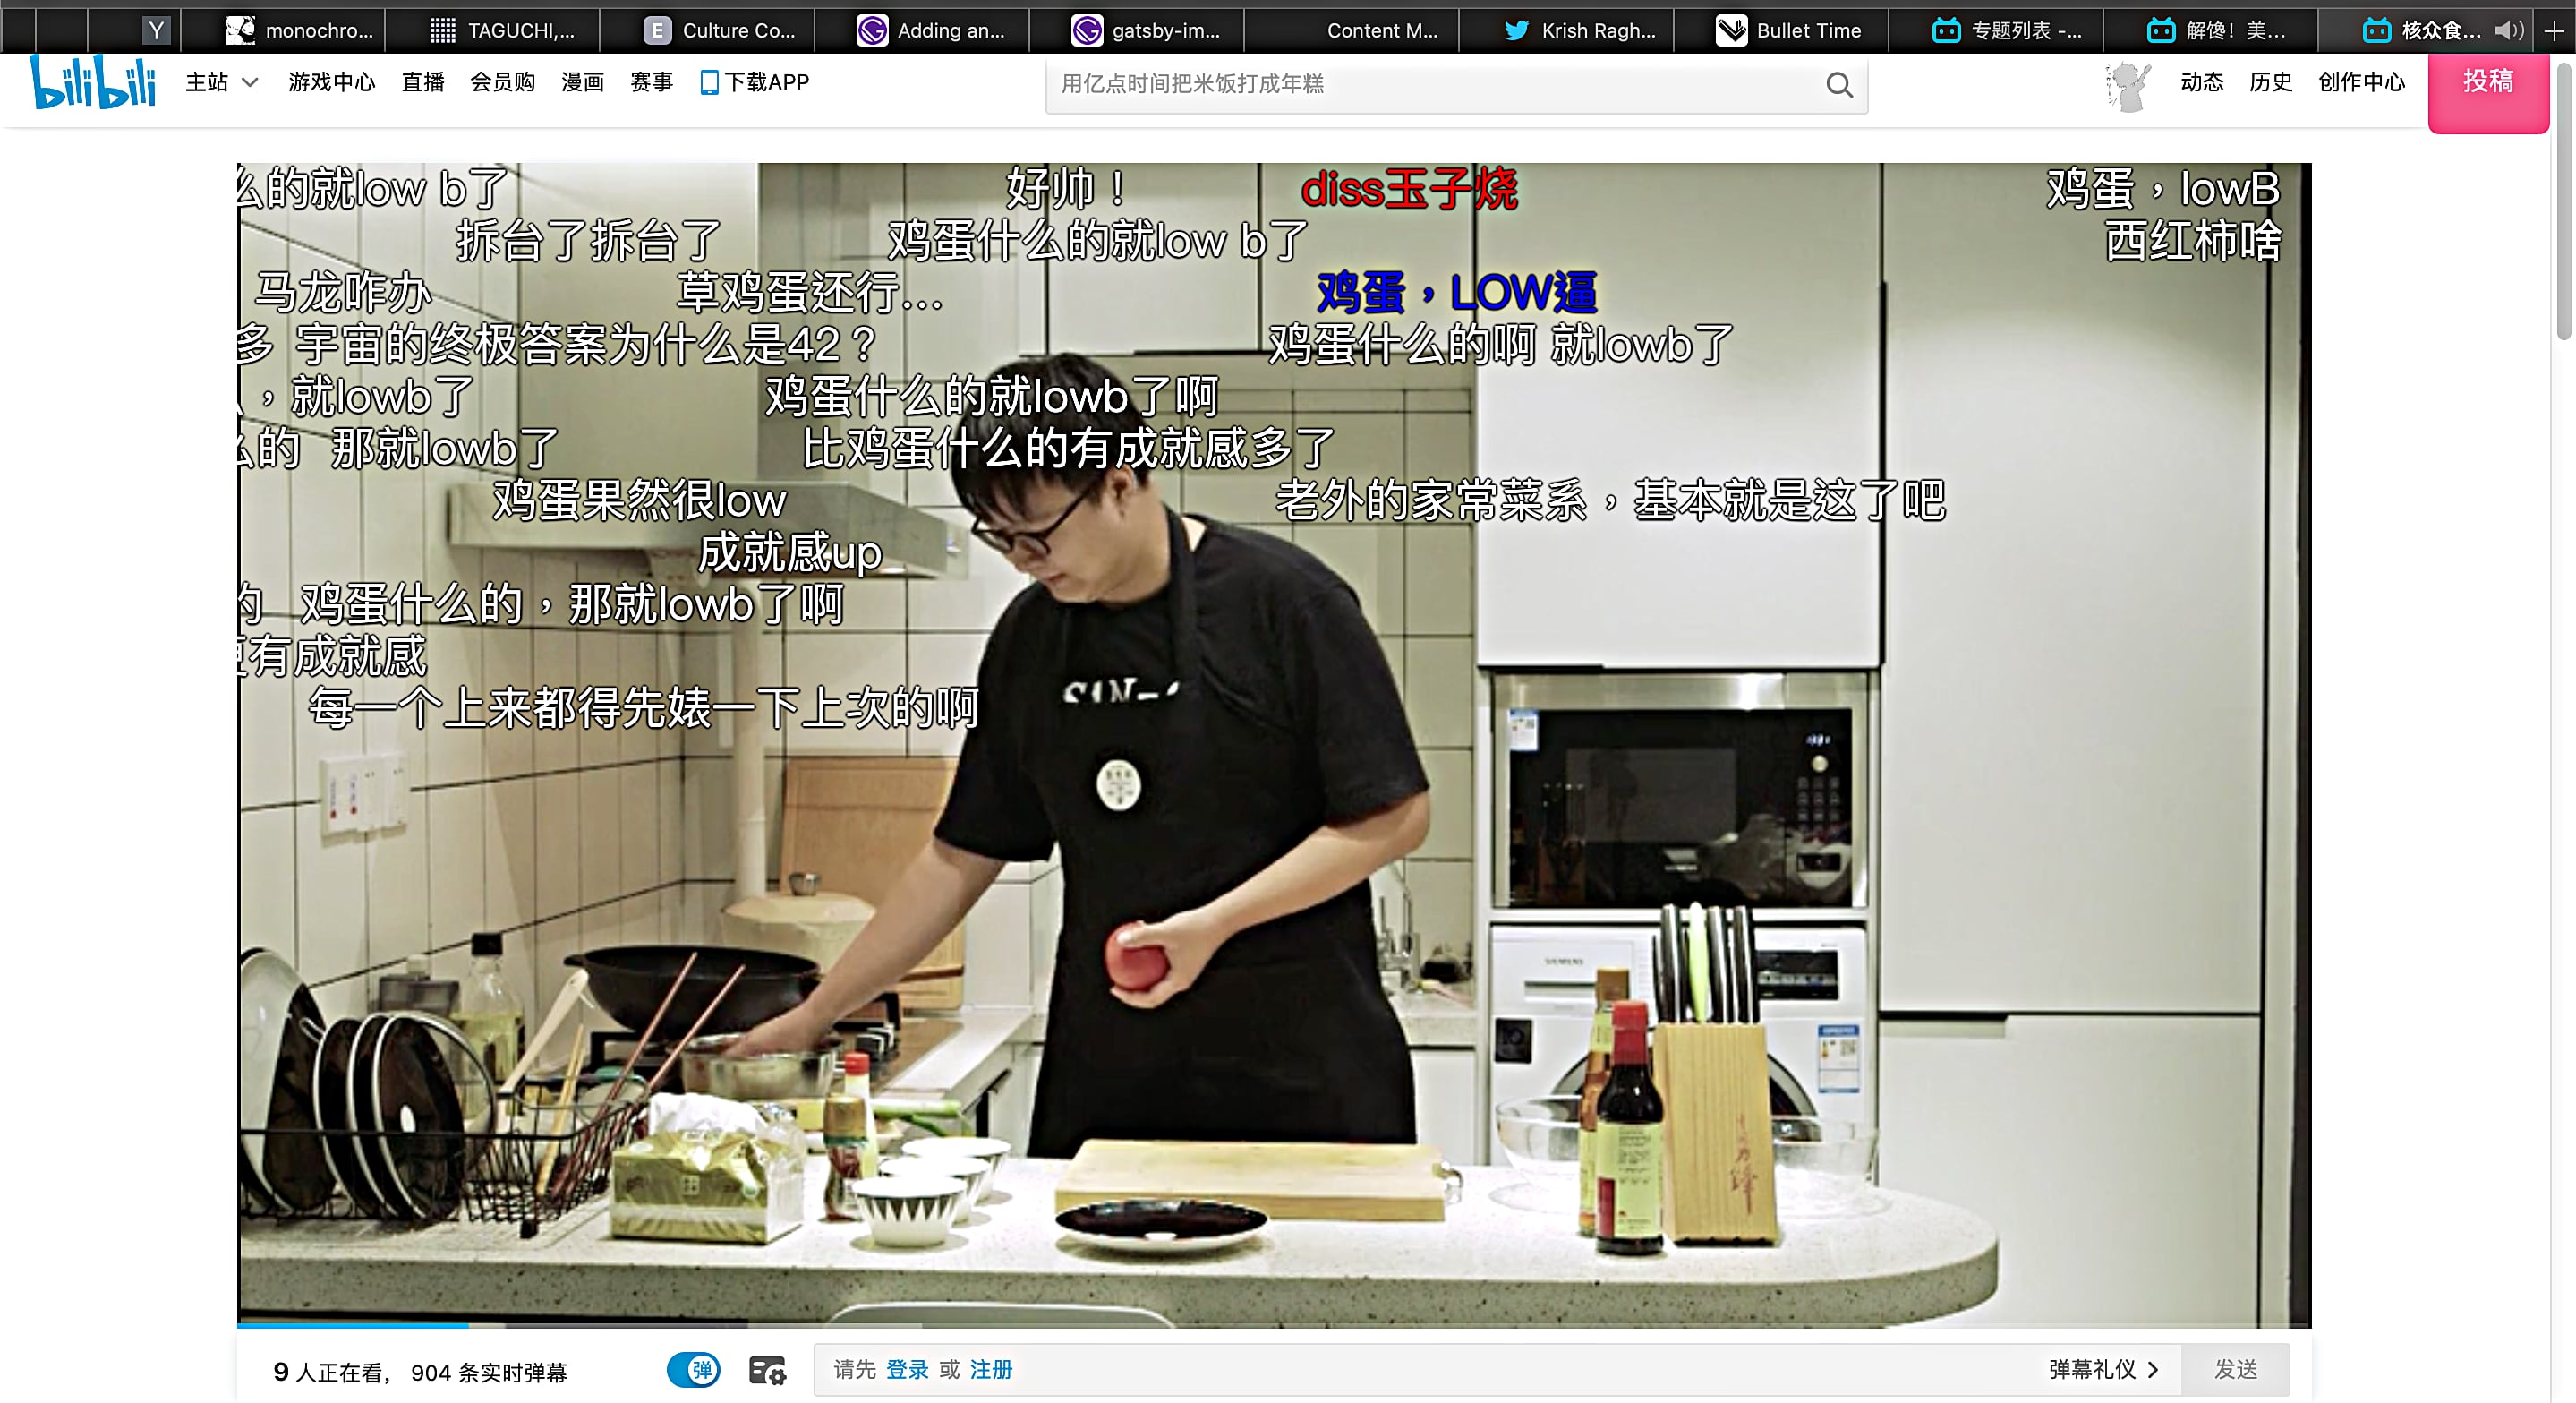 Y
monochro...
TAGUCHI,...
E
Culture Co...
Adding an...
gatsby-im...
Content M...
Krish Ragh...
Bullet Time
专题列表 -...
解馋！美...
核众食...
bilibili
主站
游戏中心
直播
会员购
漫画
赛事
下载APP
用亿点时间把米饭打成年糕
动态
历史
创作中心
投稿
么的就low b了
好帅！
diss玉子烧
鸡蛋，lowB
拆台了拆台了
鸡蛋什么的就low b了
西红柿啥
马龙咋办
草鸡蛋还行...
鸡蛋，LOW逼
多 宇宙的终极答案为什么是42？
鸡蛋什么的啊 就lowb了
，就lowb了
鸡蛋什么的就lowb了啊
么的 那就lowb了
比鸡蛋什么的有成就感多了
鸡蛋果然很low
老外的家常菜系，基本就是这了吧
成就感up
的 鸡蛋什么的，那就lowb了啊
更有成就感
每一个上来都得先婊一下上次的啊
SIEMENS
9 人正在看， 904 条实时弹幕
弹
请先 登录 或 注册
弹幕礼仪
发送